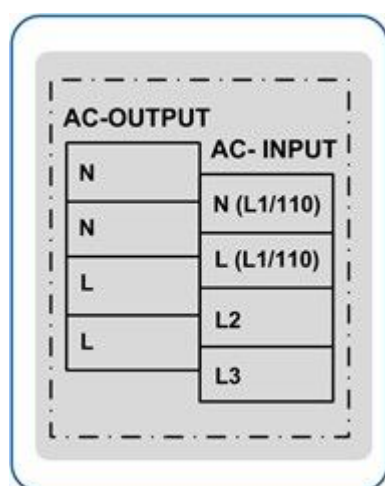 AC-OUTPUT
N
N
L
L
AC- INPUT
N (L1/110)
L (L1/110)
L2
L3